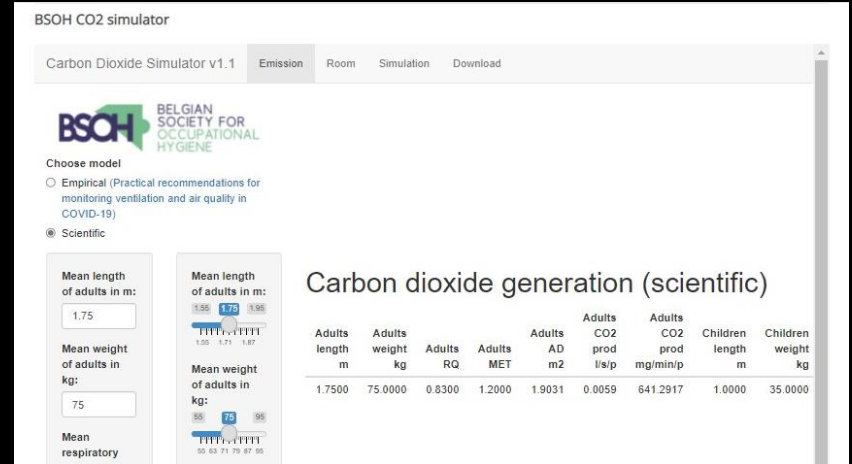 BSOH CO2 simulator
Carbon Dioxide Simulator v1.1 Emission Room Simulation Download
BSOH BELGIAN
SOCIETY FOR
OCCUPATIONAL
HYGIENE
Choose model
Empirical (Practical recommendations for
monitoring ventilation and air quality in
COVID-19)
Scientific
Mean length
of adults in m:
1.75
Mean weight
of adults in
kg:
75
Mean
respiratory
Mean length
of adults in m:
1.55 1.75 1.95
1.55 1.71 1.87
Mean weight
of adults in
kg:
55 75 95
55 63 71 79 87 95
Carbon dioxide generation (scientific)
Adults Adults
Adults Adults Adults CO2 CO2 Children Children
length weight Adults Adults AD prod prod length weight
m kg RQ MET m2 l/s/p mg/min/p m kg
1.7500 75.0000 0.8300 1.2000 1.9031 0.0059 641.2917 1.0000 35.0000